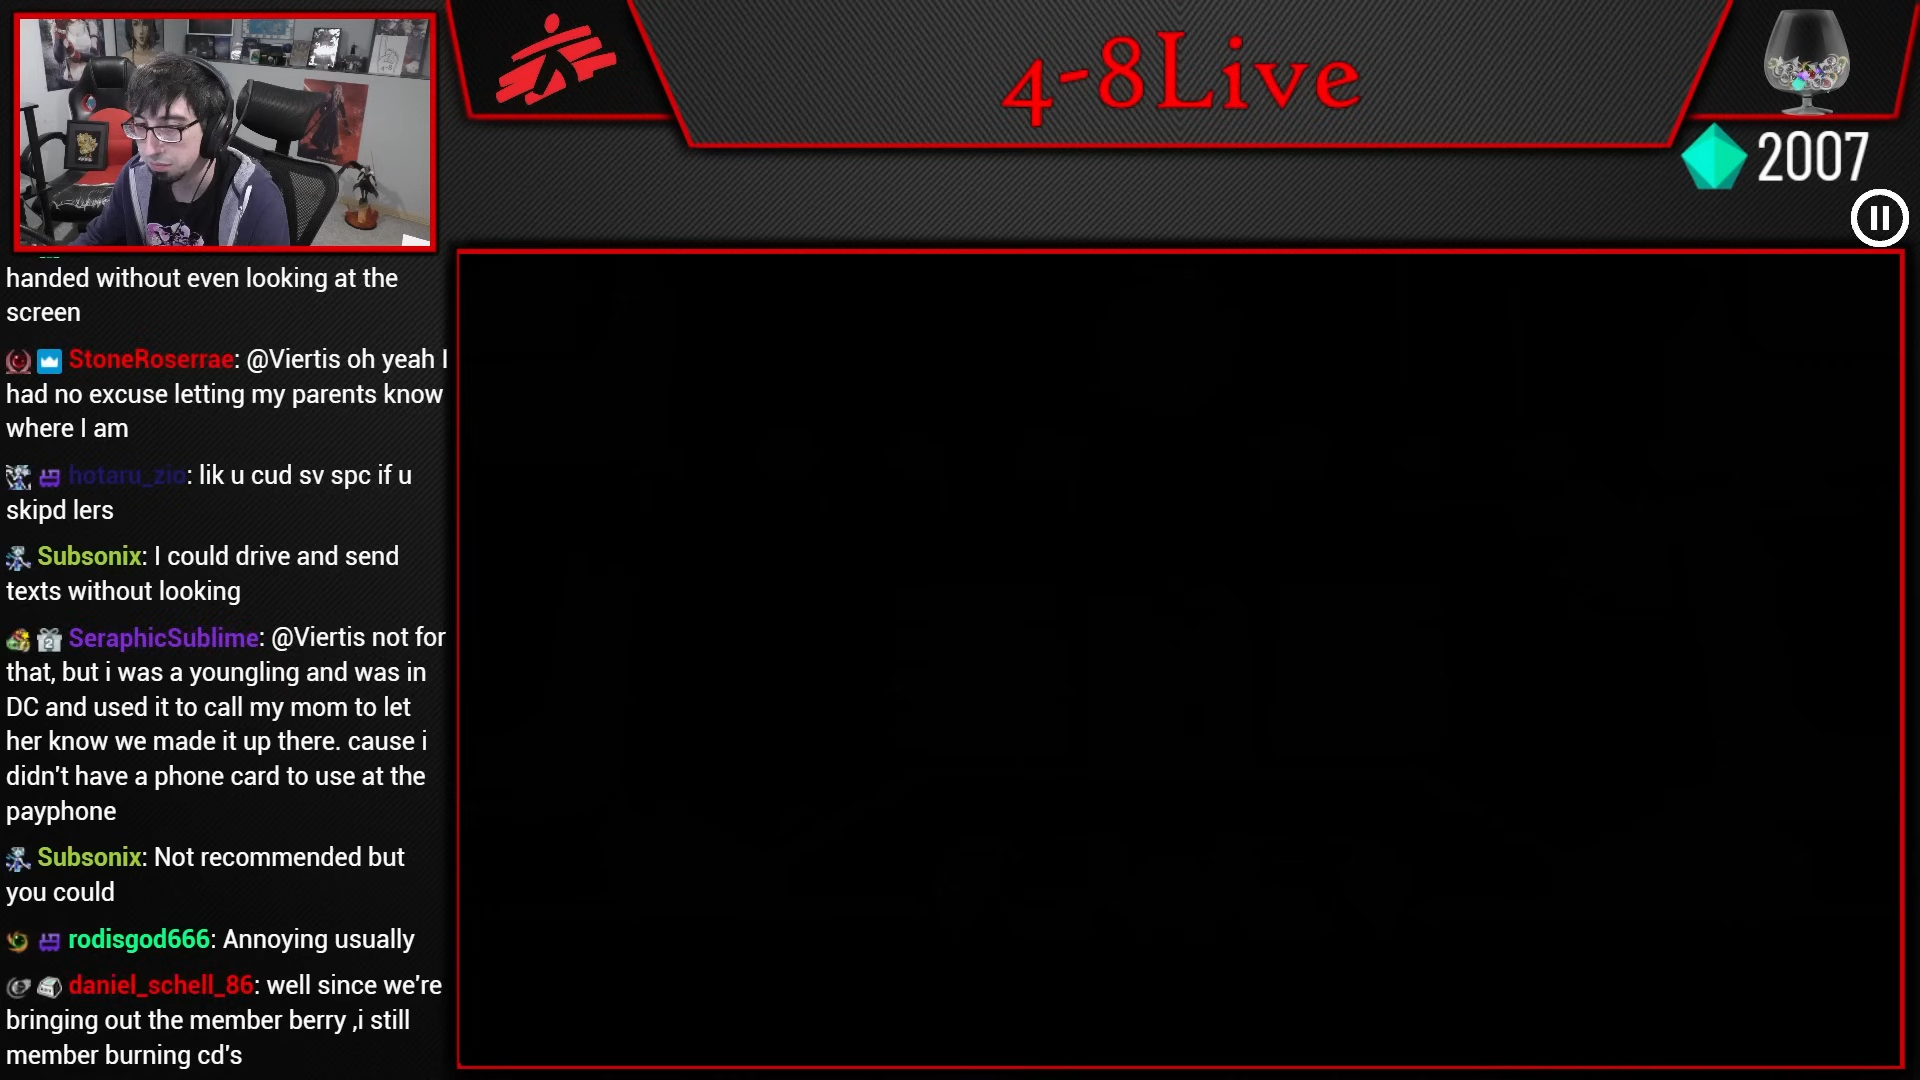 4-8Live
2007
handed without even looking at the
screen
StoneRoserrae: @Viertis oh yeah I
had no excuse letting my parents know
where I am
hotaru_zio: lik u cud sv spc if u
skipd lers
Subsonix: I could drive and send
texts without looking
2
SeraphicSublime: @Viertis not for
that, but i was a youngling and was in
DC and used it to call my mom to let
her know we made it up there. cause i
didn't have a phone card to use at the
payphone
Subsonix: Not recommended but
you could
rodisgod666: Annoying usually
daniel_schell_86: well since we're
bringing out the member berry ,i still
member burning cd's